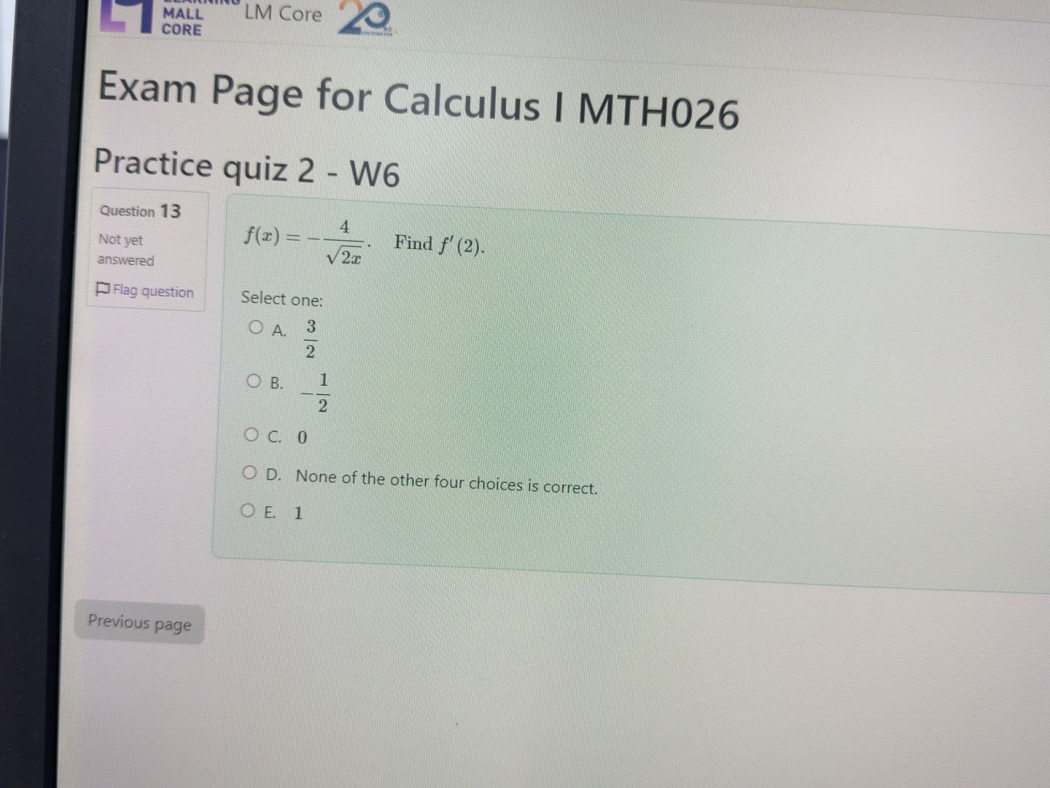 MALL
CORE
LM Core
20
Exam Page for Calculus I MTH026
Practice quiz 2 - W6
Question 13
Not yet
answered
Flag question
f(x) = -4/√2x. Find f′(2).
Select one:
A. 3/2
B. -1/2
C. 0
D. None of the other four choices is correct.
E. 1
Previous page